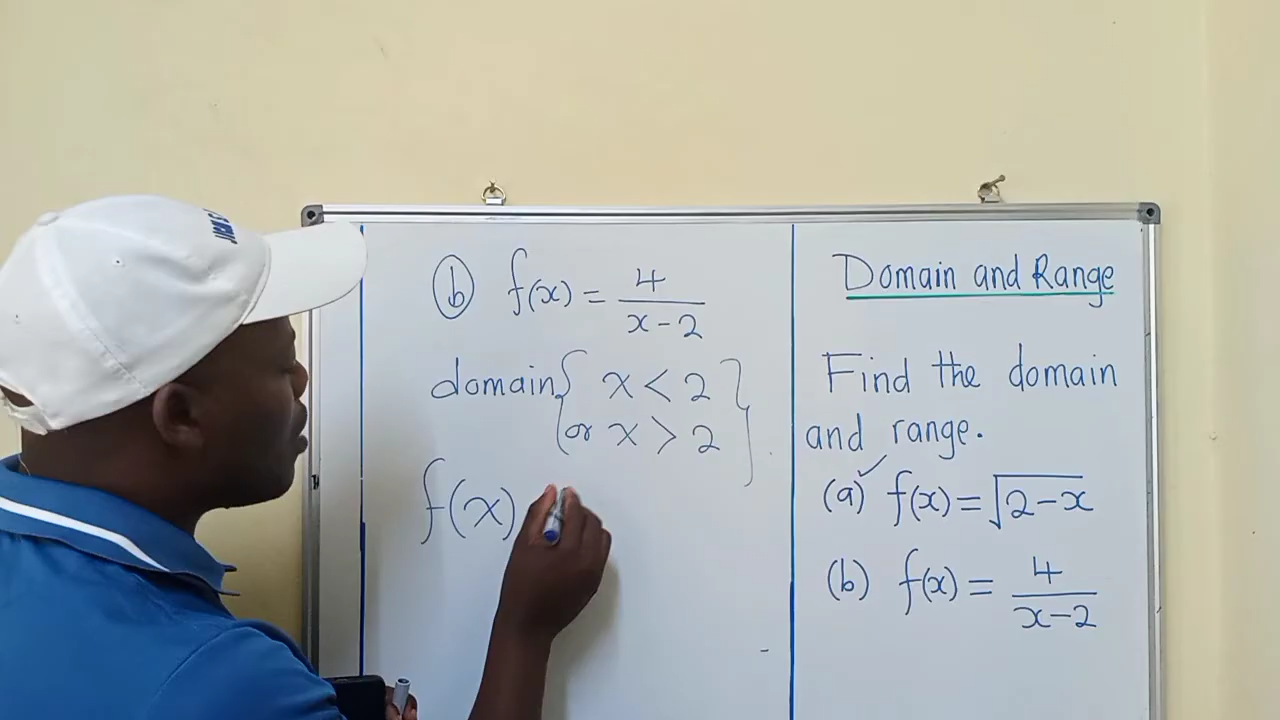 b f(x) = 4/(x-2)
domain{ x < 2
or x > 2 }
f(x)
Domain and Range
Find the domain
and range.
(a) ✓ f(x) = √(2-x)
(b) f(x) = 4/(x-2)